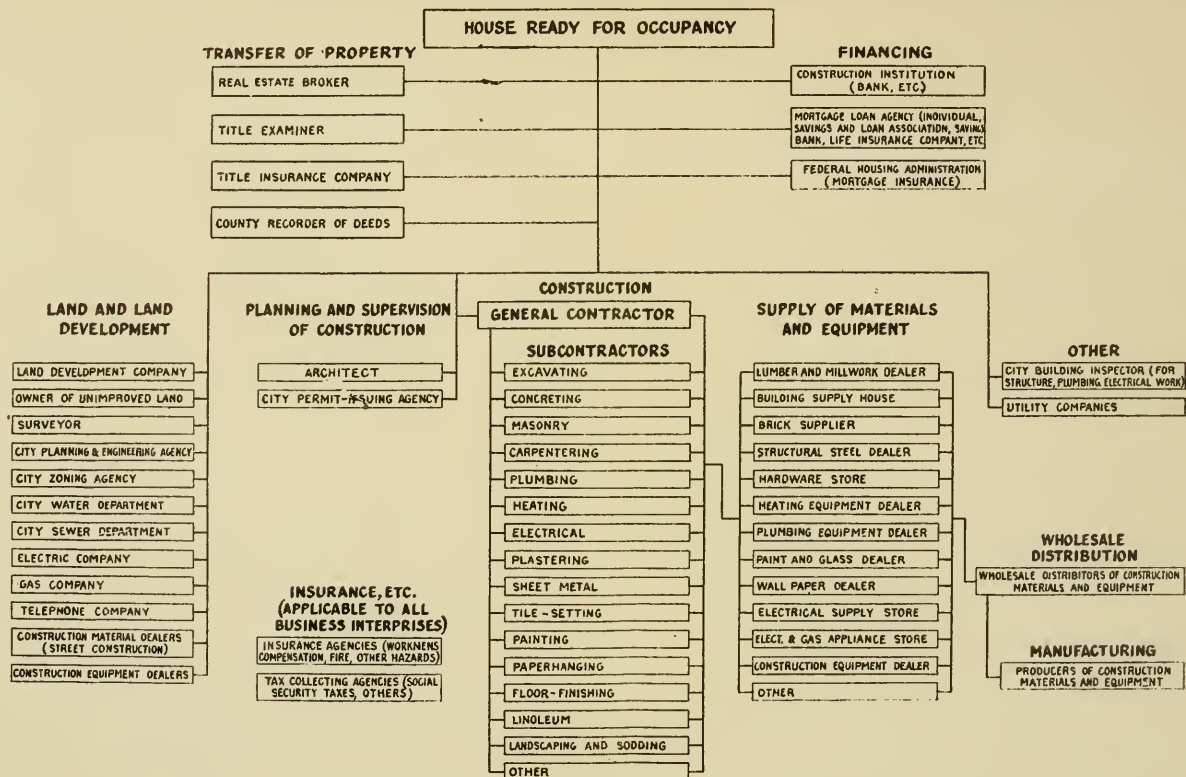 HOUSE READY FOR OCCUPANCY
TRANSFER OF PROPERTY
REAL ESTATE BROKER
TITLE EXAMINER
TITLE INSURANCE COMPANY
COUNTY RECORDER OF DEEDS
FINANCING
CONSTRUCTION INSTITUTION
(BANK, ETC)
MORTGAGE LOAN AGENCY (INDIVIDUAL,
SAVINGS AND LOAN ASSOCIATION, SAVING
BANK, LIFE INSURANCE COMPANY, ETC
FEDERAL HOUSING ADMINISTRATION
(MORTGAGE INSURANCE)
LAND AND LAND
DEVELOPMENT
LAND DEVELOPMENT COMPANY
OWNER OF UNIMPROVED LAND
SURVEYOR
CITY PLANNING & ENGINEERING AGENCY
CITY ZONING AGENCY
CITY WATER DEPARTMENT
CITY SEWER DEPARTMENT
ELECTRIC COMPANY
GAS COMPANY
TELEPHONE COMPANY
CONSTRUCTION MATERIAL DEALERS
(STREET CONSTRUCTION)
CONSTRUCTION EQUIPMENT DEALERS
PLANNING AND SUPERVISION
OF CONSTRUCTION
ARCHITECT
CITY PERMIT-ISSUING AGENCY
INSURANCE, ETC.
(APPLICABLE TO ALL
BUSINESS INTERPRISES)
INSURANCE AGENCIES (WORKMENS
COMPENSATION, FIRE, OTHER HAZARDS)
TAX COLLECTING AGENCIES (SOCIAL
SECURITY TAXES, OTHERS)
CONSTRUCTION
GENERAL CONTRACTOR
SUBCONTRACTORS
EXCAVATING
CONCRETING
MASONRY
CARPENTERING
PLUMBING
HEATING
ELECTRICAL
PLASTERING
SHEET METAL
TILE-SETTING
PAINTING
PAPERHANGING
FLOOR-FINISHING
LINOLEUM
LANDSCAPING AND SODDING
OTHER
SUPPLY OF MATERIALS
AND EQUIPMENT
LUMBER AND MILLWORK DEALER
BUILDING SUPPLY HOUSE
BRICK SUPPLIER
STRUCTURAL STEEL DEALER
HARDWARE STORE
HEATING EQUIPMENT DEALER
PLUMBING EQUIPMENT DEALER
PAINT AND GLASS DEALER
WALL PAPER DEALER
ELECTRICAL SUPPLY STORE
ELECT. & GAS APPLIANCE STORE
CONSTRUCTION EQUIPMENT DEALER
OTHER
OTHER
CITY BUILDING INSPECTOR (FOR
STRUCTURE, PLUMBING, ELECTRICAL WORK)
UTILITY COMPANIES
WHOLESALE
DISTRIBUTION
WHOLESALE DISTRIBUTORS OF CONSTRUCTION
MATERIALS AND EQUIPMENT
MANUFACTURING
PRODUCERS OF CONSTRUCTION
MATERIALS AND EQUIPMENT